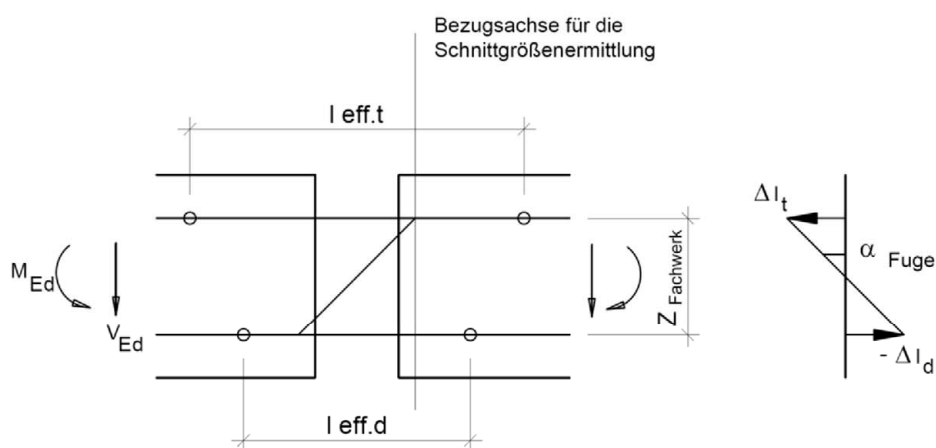 Bezugsachse für die
Schnittgrößenermittlung
l eff.t
Δl t
α Fuge
M Ed
Z Fachwerk
V Ed
- Δl d
l eff.d